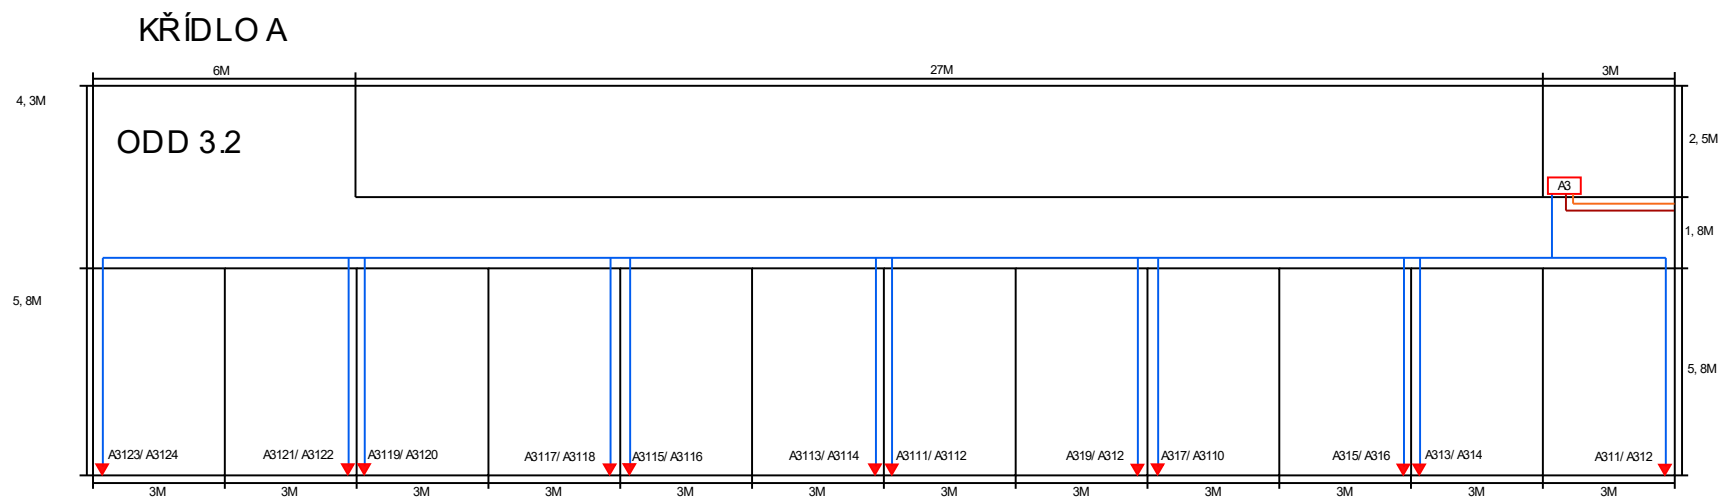 KŘÍDLO A
6M 27M 3M
4,3M
ODD 3.2
2,5M
A3
1,8M
5,8M
5,8M
A3123/ A3124 A3121/ A3122 A3119/ A3120 A3117/ A3118 A3115/ A3116 A3113/ A3114 A3111/ A3112 A319/ A312 A317/ A3110 A315/ A316 A313/ A314 A311/ A312
3M 3M 3M 3M 3M 3M 3M 3M 3M 3M 3M 3M